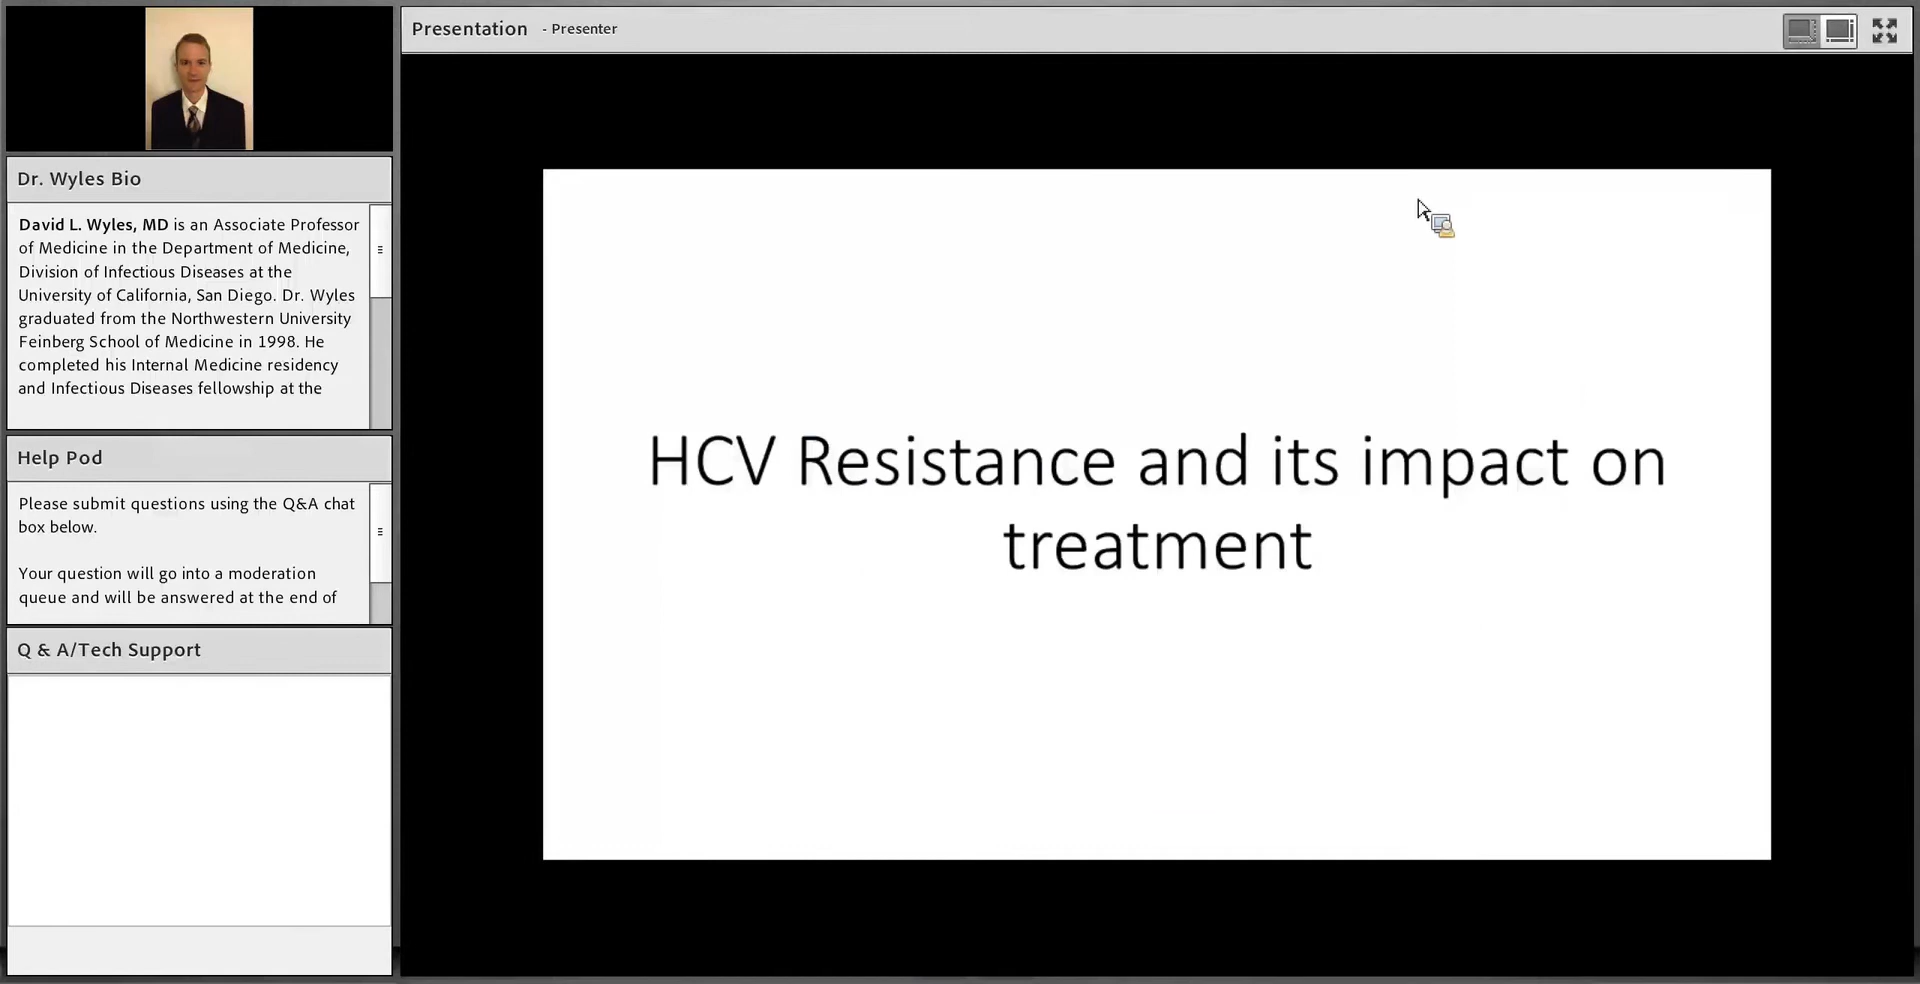 Presentation - Presenter
Dr. Wyles Bio
David L. Wyles, MD is an Associate Professor
of Medicine in the Department of Medicine,
Division of Infectious Diseases at the
University of California, San Diego. Dr. Wyles
graduated from the Northwestern University
Feinberg School of Medicine in 1998. He
completed his Internal Medicine residency
and Infectious Diseases fellowship at the
Help Pod
Please submit questions using the Q&A chat
box below.
Your question will go into a moderation
queue and will be answered at the end of
Q & A/Tech Support
HCV Resistance and its impact on
treatment